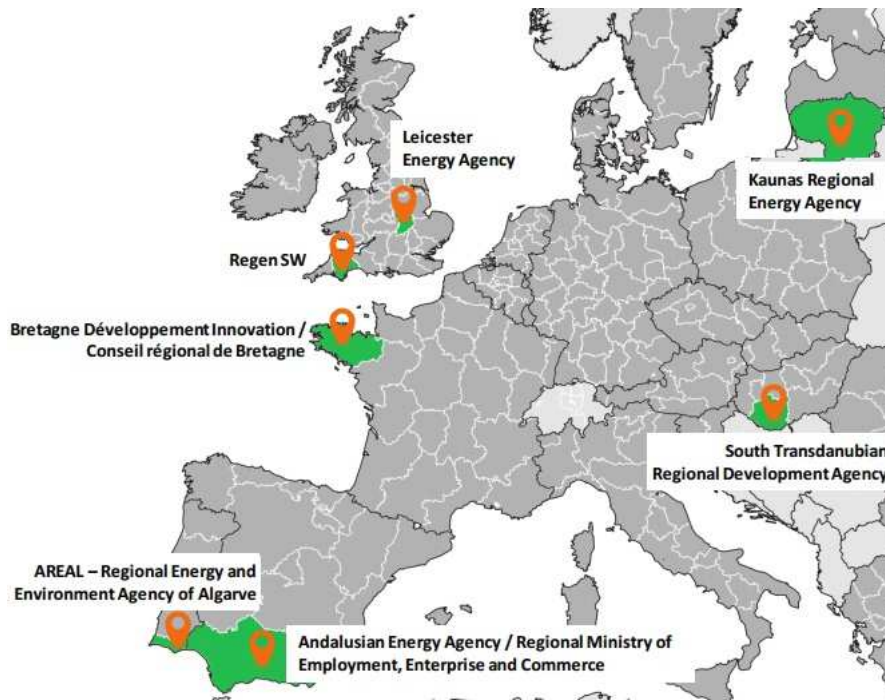 Leicester
Energy Agency
Kaunas Regional
Energy Agency
Regen SW
Bretagne Développement Innovation /
Conseil régional de Bretagne
South Transdanubian
Regional Development Agency
AREAL – Regional Energy and
Environment Agency of Algarve
Andalusian Energy Agency / Regional Ministry of
Employment, Enterprise and Commerce